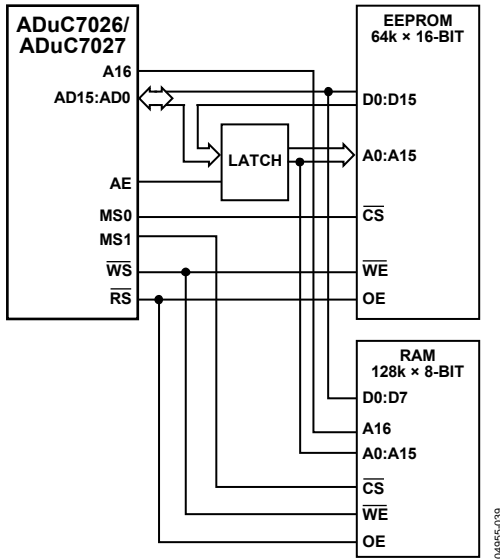 ADuC7026/
ADuC7027
A16
AD15:AD0
AE
MS0
MS1
WS
RS
LATCH
EEPROM
64k × 16-BIT
D0:D15
A0:A15
CS
WE
OE
RAM
128k × 8-BIT
D0:D7
A16
A0:A15
CS
WE
OE
04955-039